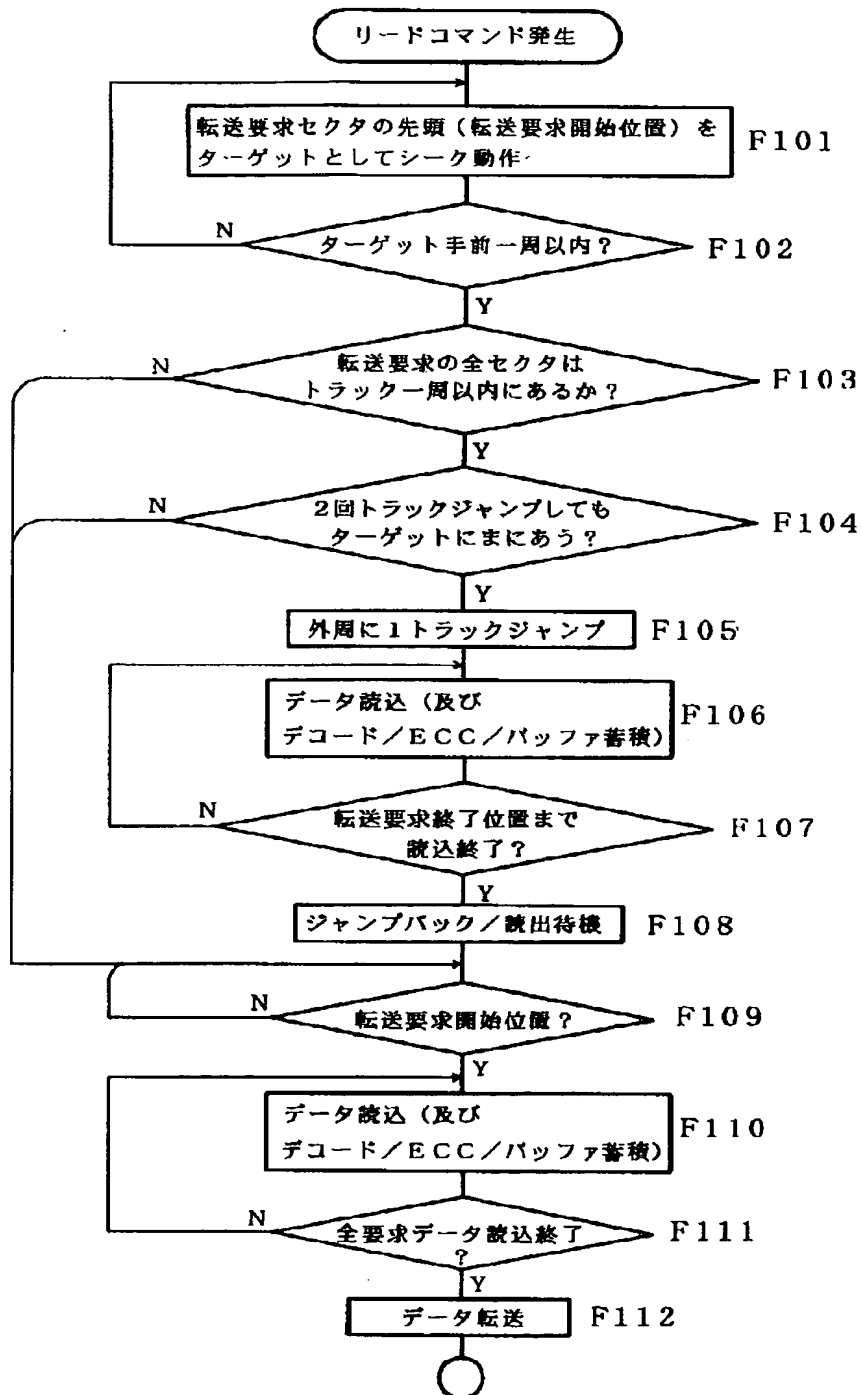 リードコマンド発生
転送要求セクタの先頭（転送要求開始位置）を
ターゲットとしてシーク動作
F101
ターゲット手前一周以内？
F102
N
Y
転送要求の全セクタは
トラック一周以内にあるか？
F103
N
Y
2回トラックジャンプしても
ターゲットにまにあう？
F104
N
Y
外周に1トラックジャンプ
F105
データ読込（及び
デコード／ECC／バッファ蓄積）
F106
転送要求終了位置まで
読込終了？
F107
N
Y
ジャンプバック／読出待機
F108
転送要求開始位置？
F109
N
Y
データ読込（及び
デコード／ECC／バッファ蓄積）
F110
全要求データ読込終了
？
F111
N
Y
データ転送
F112